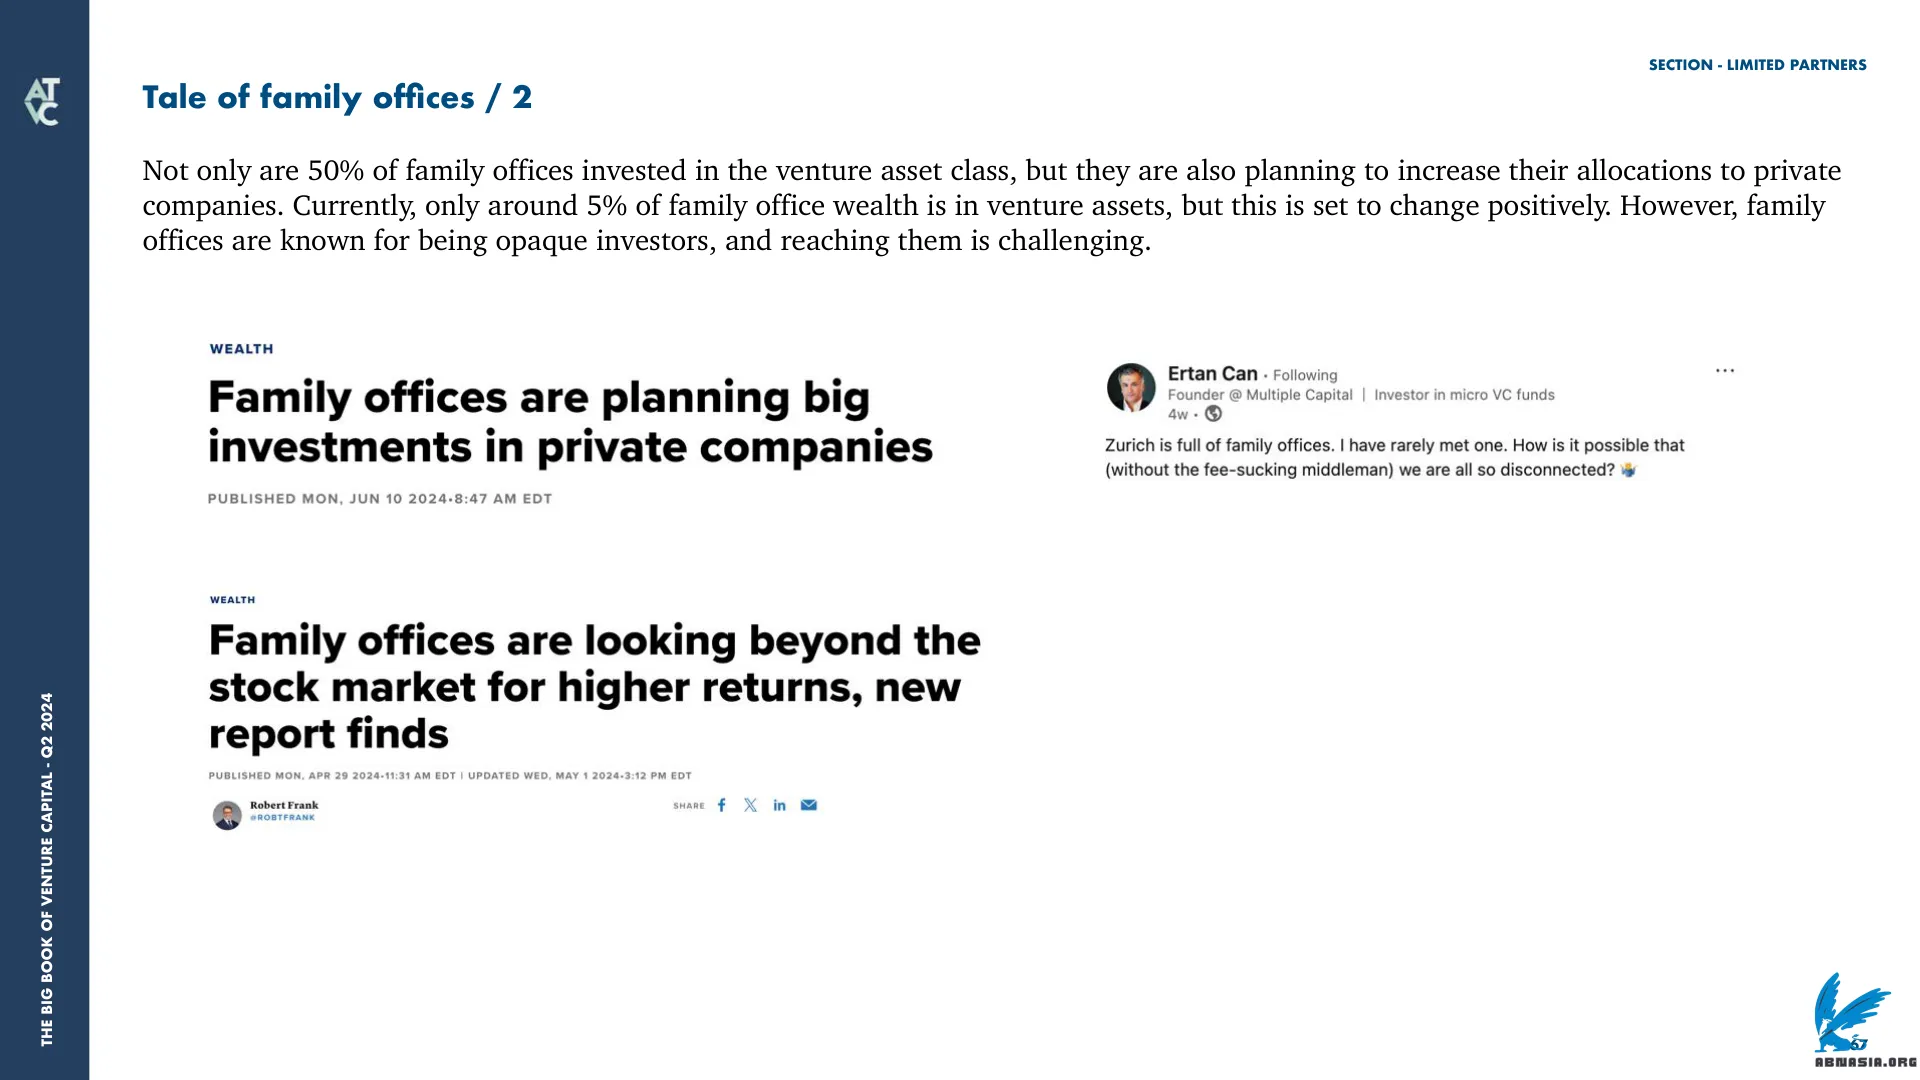 SECTION - LIMITED PARTNERS
ATVC
Tale of family offices / 2
Not only are 50% of family offices invested in the venture asset class, but they are also planning to increase their allocations to private
companies. Currently, only around 5% of family office wealth is in venture assets, but this is set to change positively. However, family
offices are known for being opaque investors, and reaching them is challenging.
WEALTH
Family offices are planning big
investments in private companies
PUBLISHED MON, JUN 10 2024•8:47 AM EDT
Ertan Can • Following
Founder @ Multiple Capital | Investor in micro VC funds
4w •
Zurich is full of family offices. I have rarely met one. How is it possible that
(without the fee-sucking middleman) we are all so disconnected? 🤷
WEALTH
Family offices are looking beyond the
stock market for higher returns, new
report finds
PUBLISHED MON, APR 29 2024•11:31 AM EDT | UPDATED WED, MAY 1 2024•3:12 PM EDT
Robert Frank
@ROBTFRANK
SHARE
THE BIG BOOK OF VENTURE CAPITAL - Q2 2024
67
ABNASIA.ORG